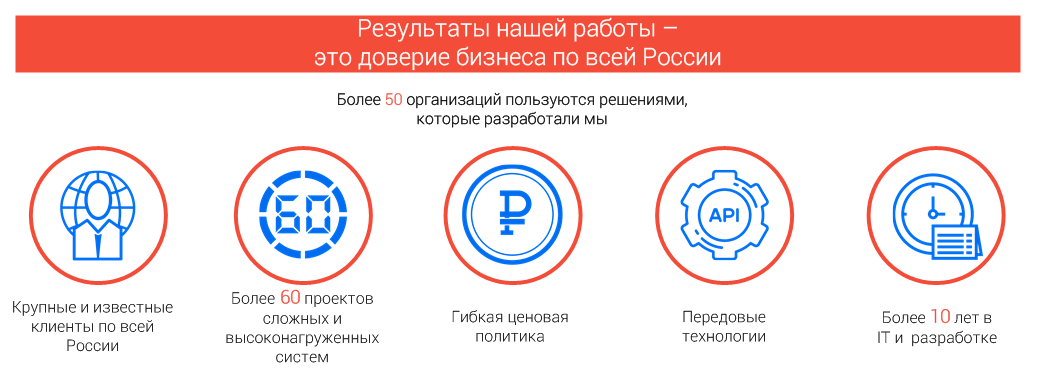 Результаты нашей работы –
это доверие бизнеса по всей России
Более 50 организаций пользуются решениями,
которые разработали мы
60
API
Крупные и известные
клиенты по всей
России
Более 60 проектов
сложных и
высоконагруженных
систем
Гибкая ценовая
политика
Передовые
технологии
Более 10 лет в
IT и разработке